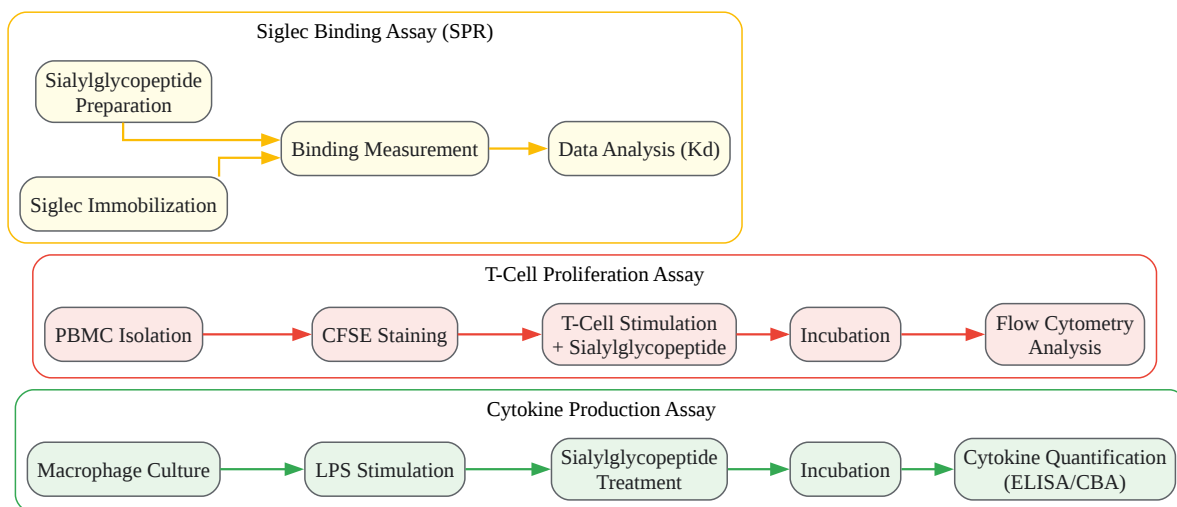 Siglec Binding Assay (SPR)
Sialylglycopeptide
Preparation
Siglec Immobilization
Binding Measurement
Data Analysis (Kd)
T-Cell Proliferation Assay
PBMC Isolation
CFSE Staining
T-Cell Stimulation
+ Sialylglycopeptide
Incubation
Flow Cytometry
Analysis
Cytokine Production Assay
Macrophage Culture
LPS Stimulation
Sialylglycopeptide
Treatment
Incubation
Cytokine Quantification
(ELISA/CBA)